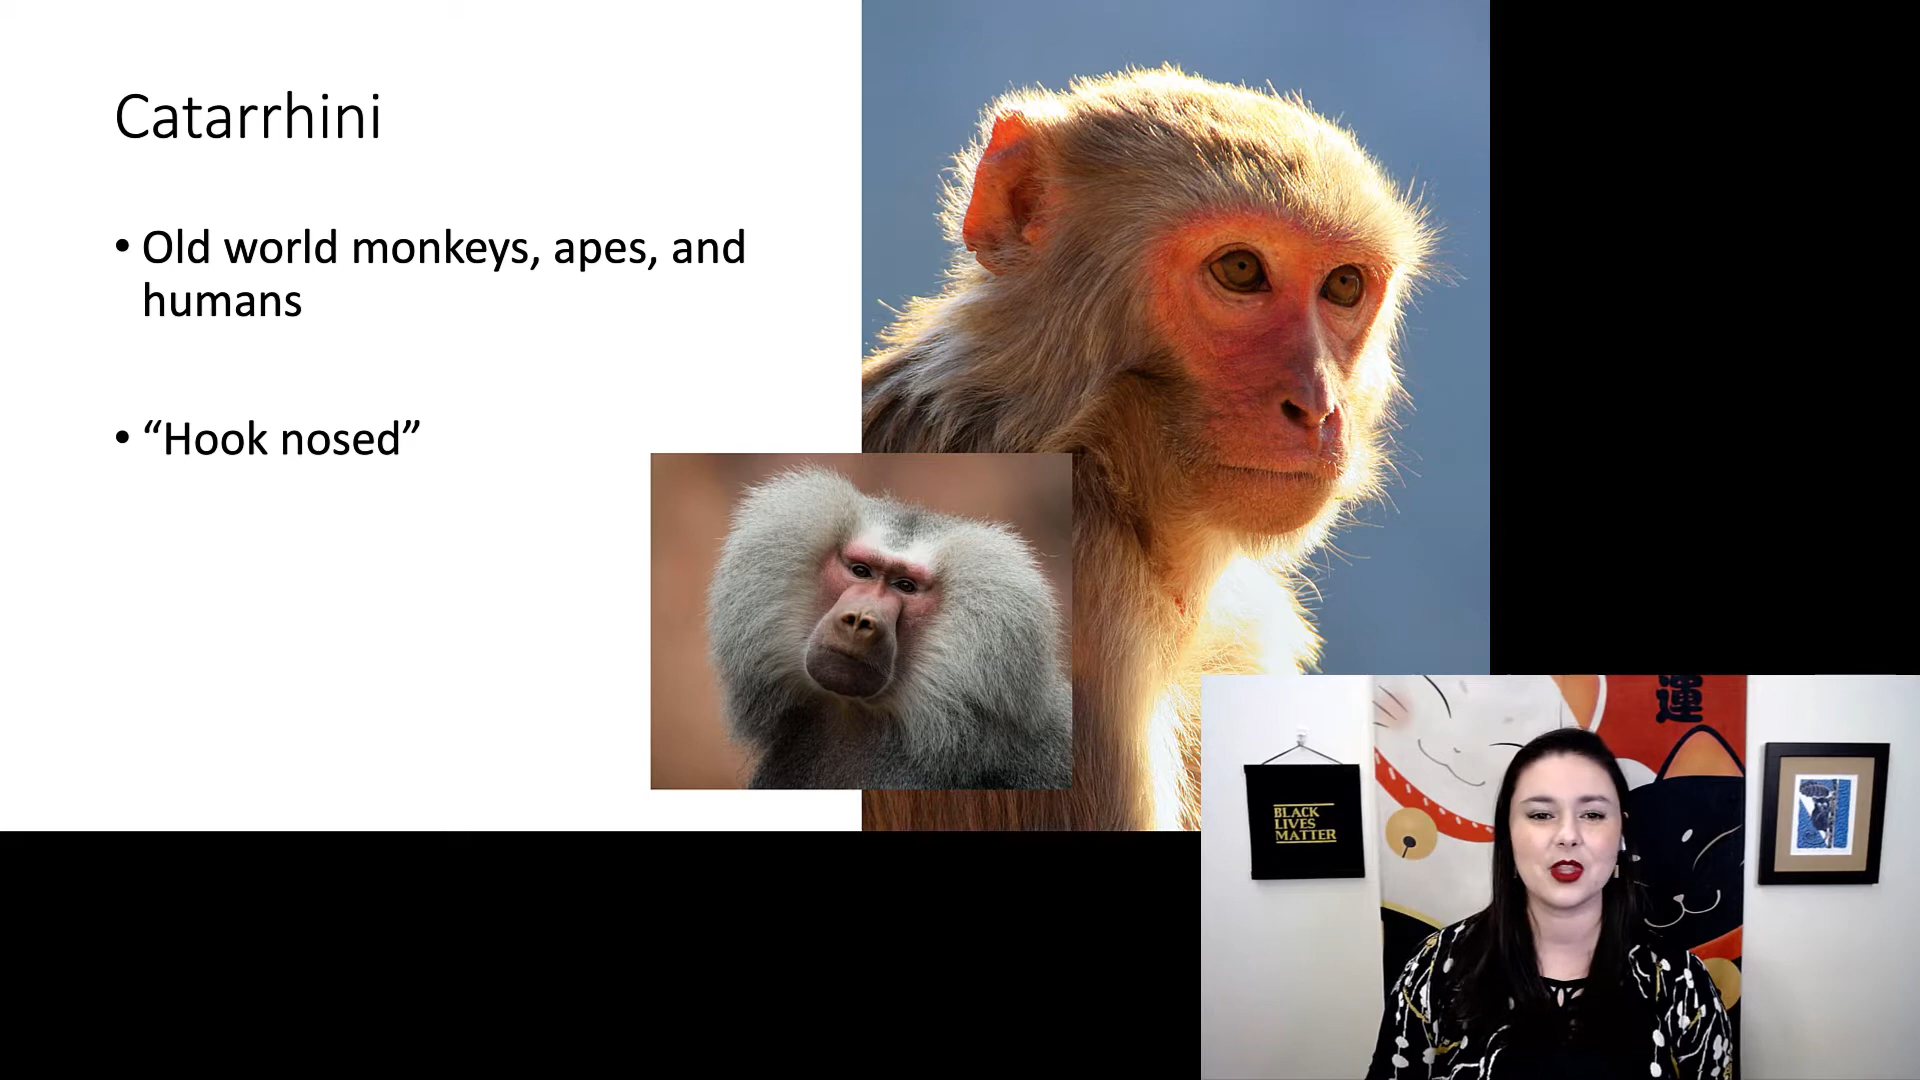 Catarrhini
• Old world monkeys, apes, and
humans
• “Hook nosed”
運
BLACK
LIVES
MATTER